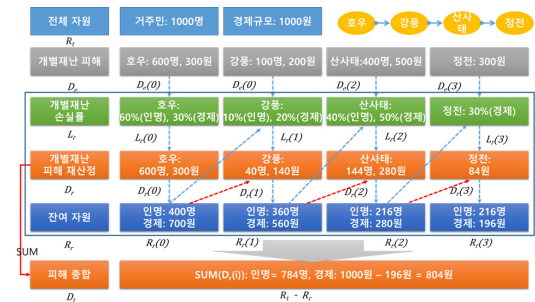 전체 자원
거주민: 1000명
경제규모: 1000원
호우
강풍
산사
태
정전
R_t
개별재난 피해
호우: 600명, 300원
강풍: 100명, 200원
산사태:400명, 500원
정전: 300원
D_e
D_e(0)
D_e(0)
D_e(2)
D_e(3)
개별재난
손실률
호우:
60%(인명), 30%(경제)
강풍:
10%(인명), 20%(경제)
산사태:
40%(인명), 50%(경제)
정전: 30%(경제)
L_r
L_r(0)
L_r(1)
L_r(2)
L_r(3)
개별재난
피해 재산정
호우:
600명, 300원
강풍:
40명, 140원
산사태:
144명, 280원
정전:
84원
D_r
D_r(0)
D_r(1)
D_r(2)
D_r(3)
잔여 자원
인명: 400명
경제: 700원
인명: 360명
경제: 560원
인명: 216명
경제: 280원
인명: 216명
경제: 196원
R_r
R_r(0)
R_r(1)
R_r(2)
R_r(3)
SUM
피해 총합
SUM(D_r(i)): 인명= 784명, 경제: 1000원 – 196원 = 804원
D_r
R_t - R_r